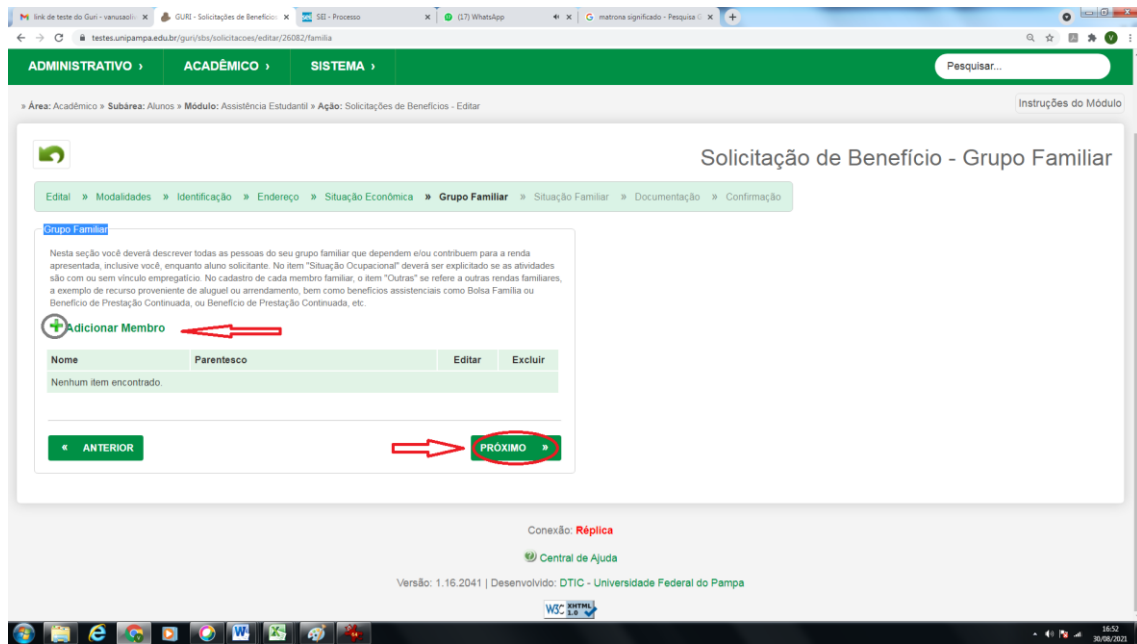 link de teste do Guri - vanusaoliv
GURI - Solicitações de Benefícios
SEI - Processo
(17) WhatsApp
matrona significado - Pesquisa G
testes.unipampa.edu.br/guri/sbs/solicitacoes/editar/26082/familia
ADMINISTRATIVO › ACADÊMICO › SISTEMA ›
Pesquisar...
» Área: Acadêmico » Subárea: Alunos » Módulo: Assistência Estudantil » Ação: Solicitações de Benefícios - Editar
Instruções do Módulo
Solicitação de Benefício - Grupo Familiar
Edital » Modalidades » Identificação » Endereço » Situação Econômica » Grupo Familiar » Situação Familiar » Documentação » Confirmação
Grupo Familiar
Nesta seção você deverá descrever todas as pessoas do seu grupo familiar que dependem e/ou contribuem para a renda
apresentada, inclusive você, enquanto aluno solicitante. No item "Situação Ocupacional" deverá ser explicitado se as atividades
são com ou sem vínculo empregatício. No cadastro de cada membro familiar, o item "Outras" se refere a outras rendas familiares,
a exemplo de recurso proveniente de aluguel ou arrendamento, bem como benefícios assistenciais como Bolsa Família ou
Benefício de Prestação Continuada, ou Benefício de Prestação Continuada, etc.
Adicionar Membro
Nome Parentesco Editar Excluir
Nenhum item encontrado.
« ANTERIOR
PRÓXIMO »
Conexão: Réplica
Central de Ajuda
Versão: 1.16.2041 | Desenvolvido: DTIC - Universidade Federal do Pampa
W3C XHTML 1.0
16:52
30/08/2021